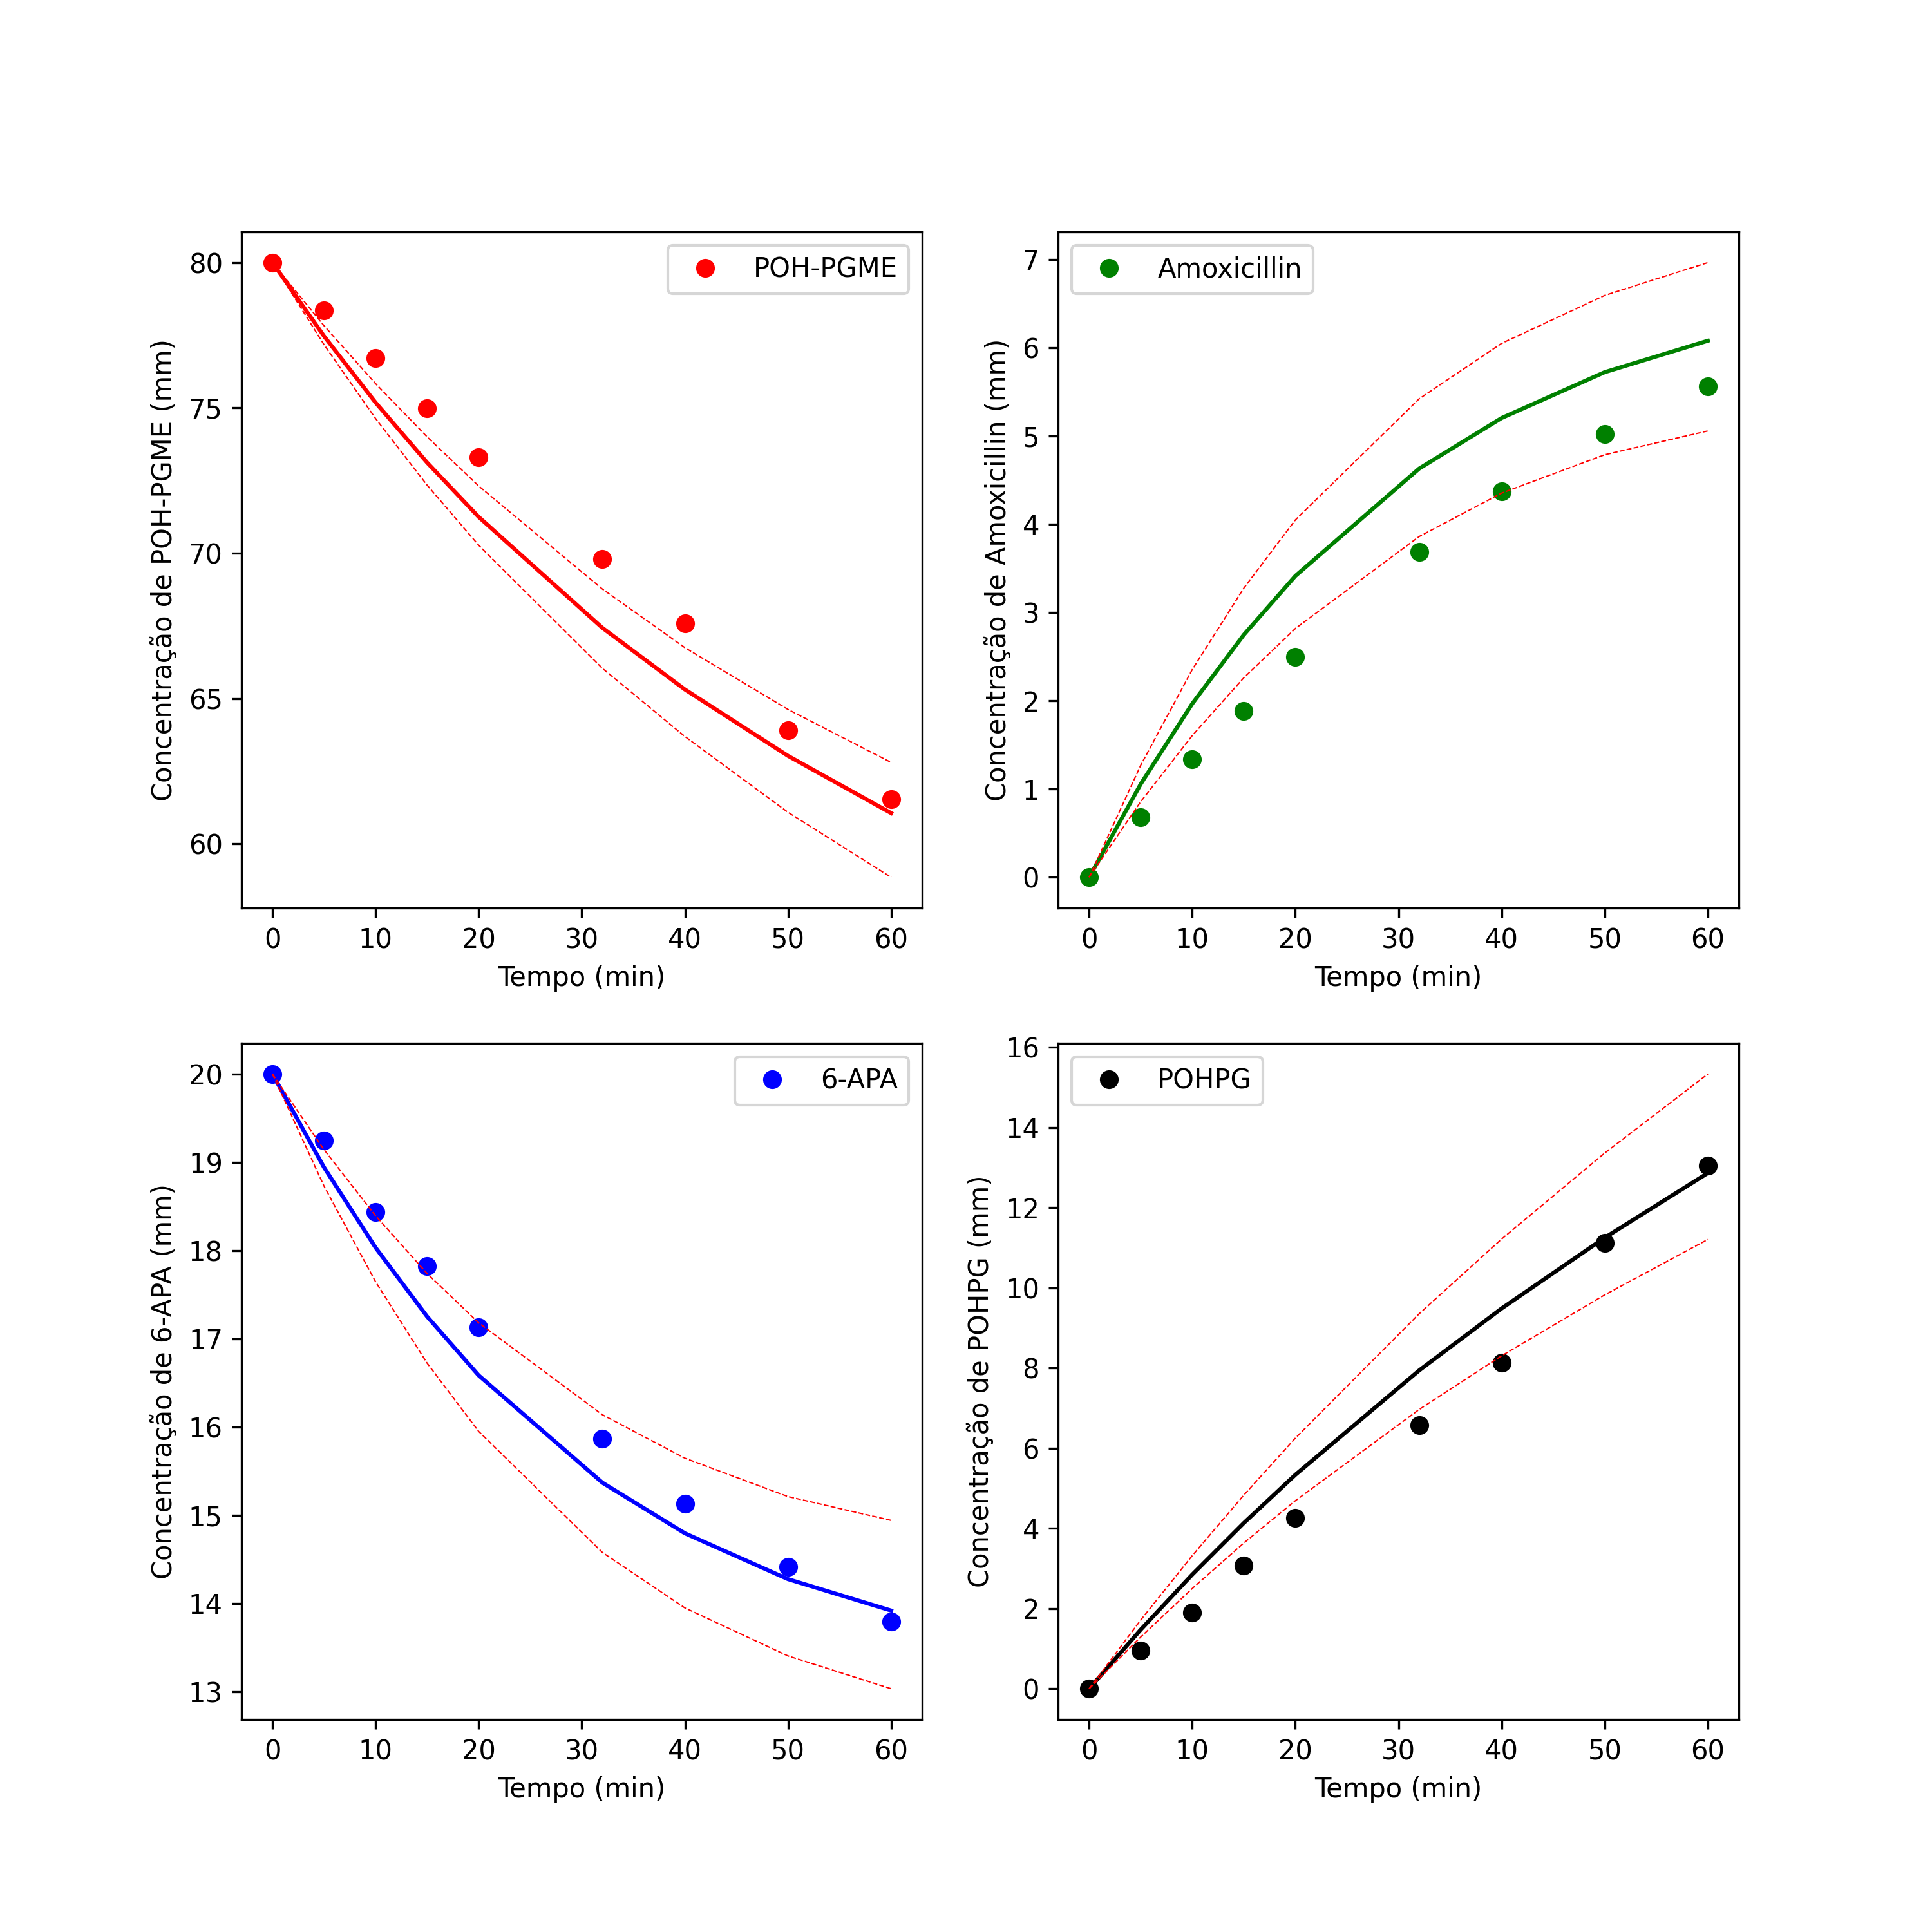 POH-PGME
Concentração de POH-PGME (mm)
80
75
70
65
60
0 10 20 30 40 50 60
Tempo (min)
Amoxicillin
Concentração de Amoxicillin (mm)
7
6
5
4
3
2
1
0
0 10 20 30 40 50 60
Tempo (min)
6-APA
Concentração de 6-APA (mm)
20
19
18
17
16
15
14
13
0 10 20 30 40 50 60
Tempo (min)
POHPG
Concentração de POHPG (mm)
16
14
12
10
8
6
4
2
0
0 10 20 30 40 50 60
Tempo (min)